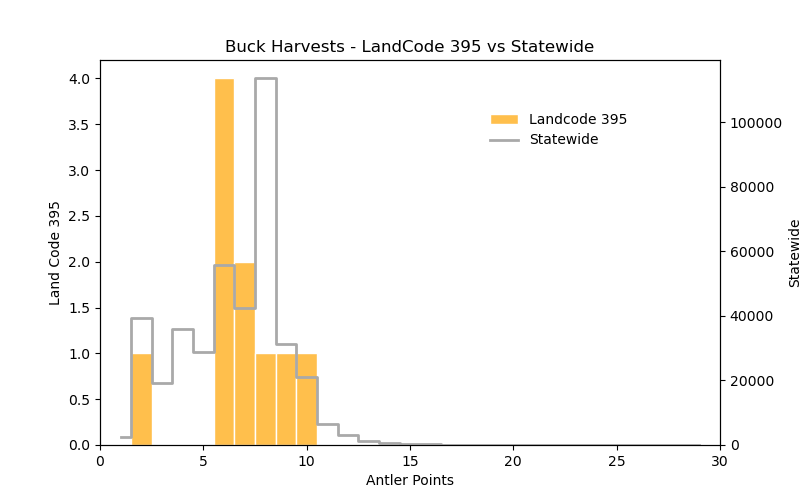 Buck Harvests - LandCode 395 vs Statewide
4.0
3.5
3.0
2.5
2.0
1.5
1.0
0.5
0.0
Land Code 395
Landcode 395
Statewide
100000
80000
60000
40000
20000
0
Statewide
0 5 10 15 20 25 30
Antler Points